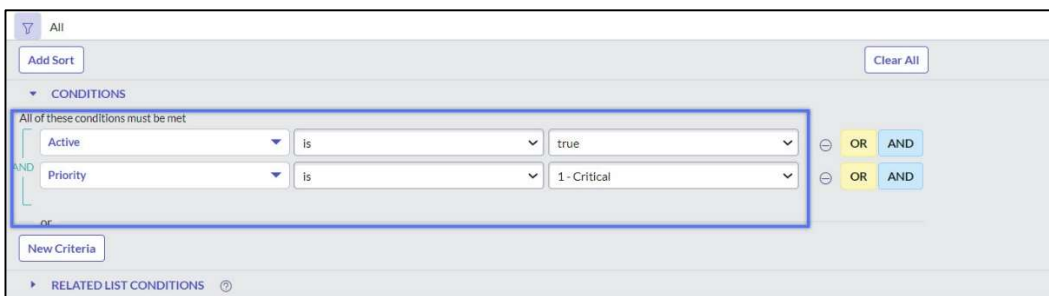 All
Add Sort Clear All
CONDITIONS
All of these conditions must be met
Active is true OR AND
AND
Priority is 1 - Critical OR AND
or
New Criteria
RELATED LIST CONDITIONS ?